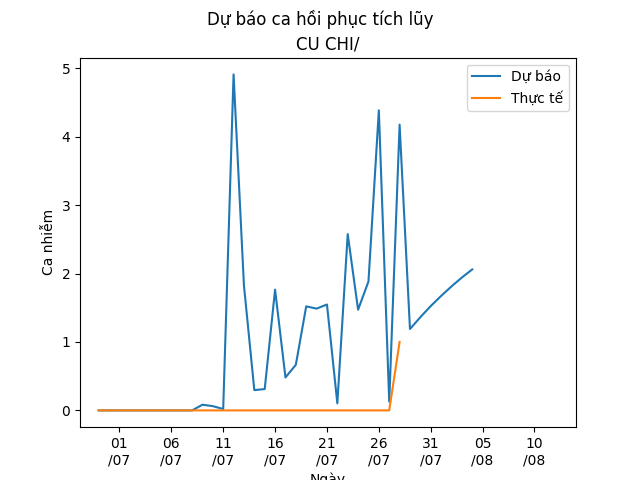 Dự báo ca hồi phục tích lũy
CU CHI/
Dự báo
Thực tế
Ca nhiễm
5
4
3
2
1
0
01 06 11 16 21 26 31 05 10
/07 /07 /07 /07 /07 /07 /07 /08 /08
Ngày